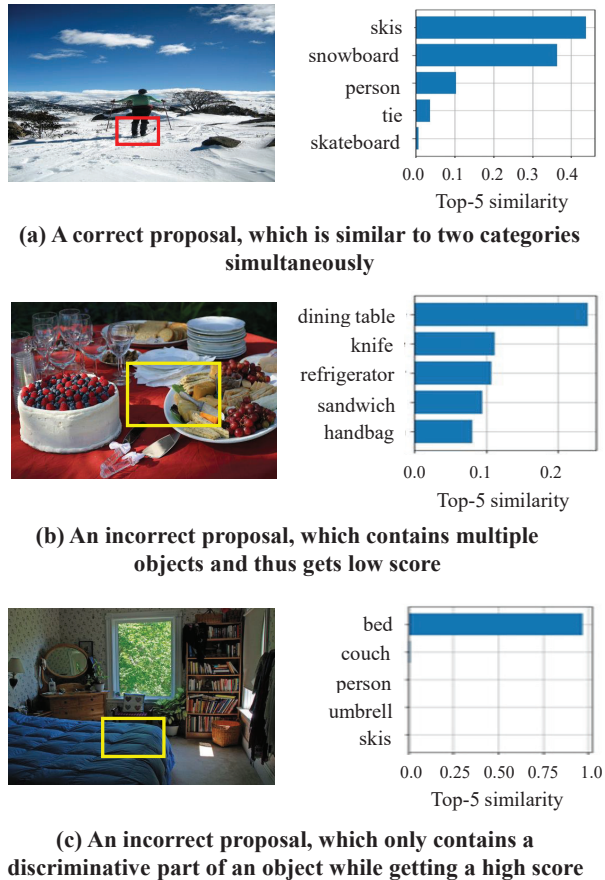 skis
snowboard
person
tie
skateboard
0.0 0.1 0.2 0.3 0.4
Top-5 similarity
(a) A correct proposal, which is similar to two categories
simultaneously
dining table
knife
refrigerator
sandwich
handbag
0.0 0.1 0.2
Top-5 similarity
(b) An incorrect proposal, which contains multiple
objects and thus gets low score
bed
couch
person
umbrell
skis
0.0 0.25 0.75 0.75 1.0
Top-5 similarity
(c) An incorrect proposal, which only contains a
discriminative part of an object while getting a high score